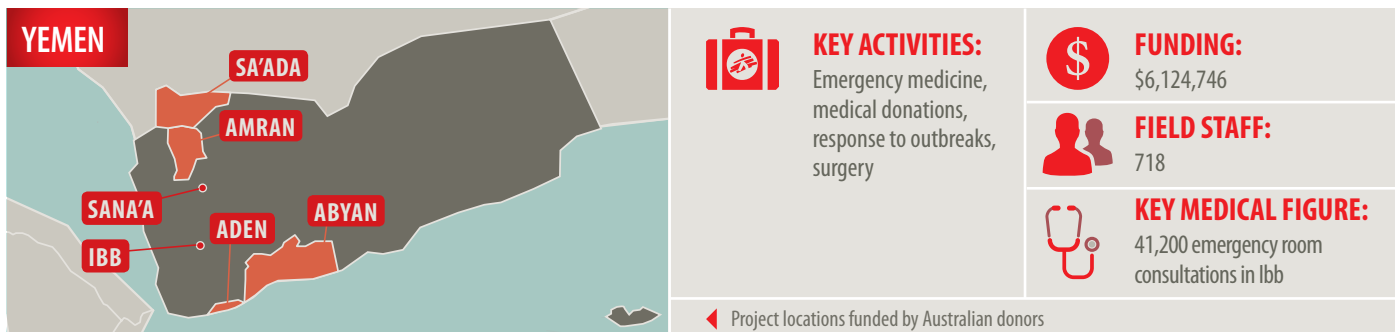 YEMEN
SA'ADA
AMRAN
SANA'A
IBB
ADEN
ABYAN
KEY ACTIVITIES:
Emergency medicine,
medical donations,
response to outbreaks,
surgery
$
FUNDING:
$6,124,746
FIELD STAFF:
718
KEY MEDICAL FIGURE:
41,200 emergency room
consultations in Ibb
Project locations funded by Australian donors